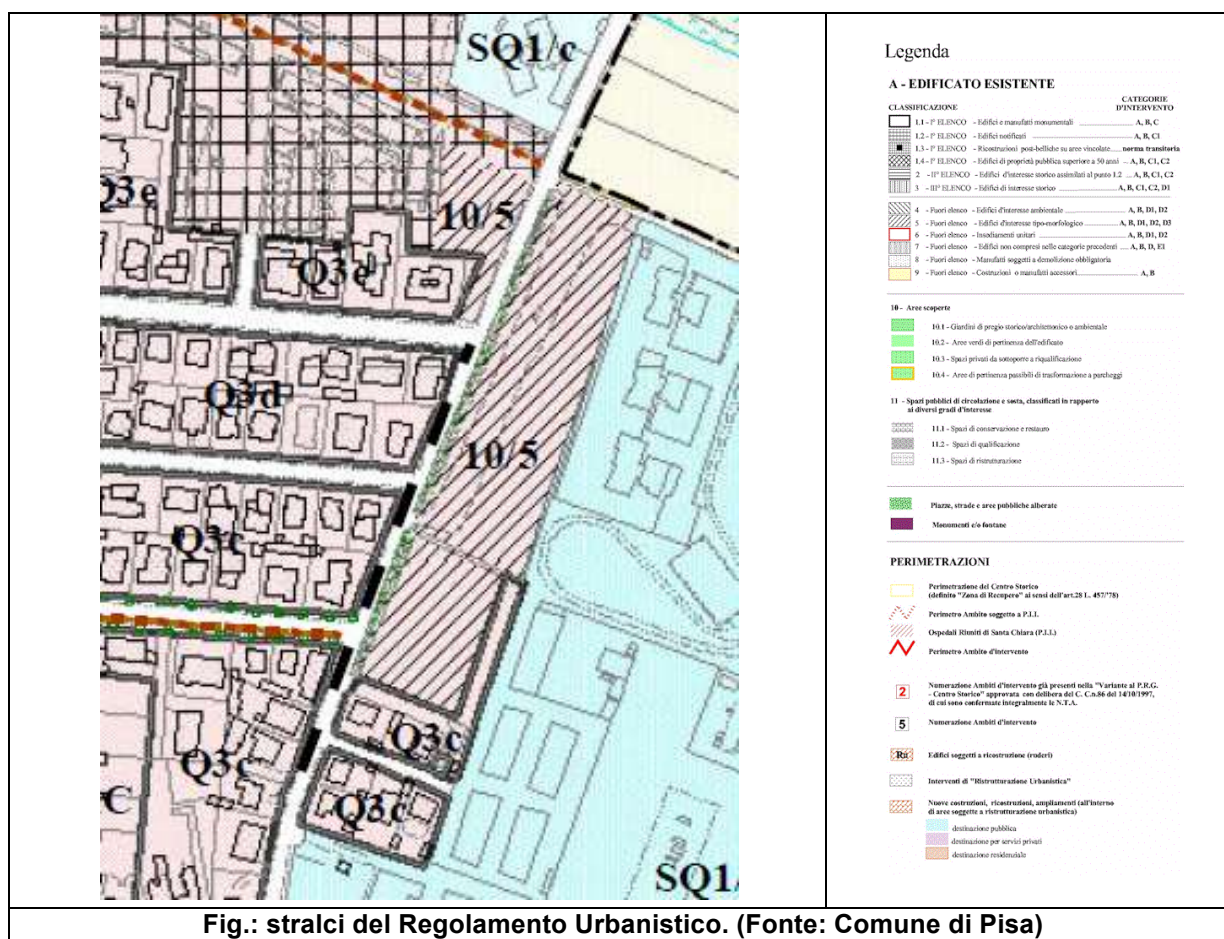 SQ1/c
Q3e
10/5
Q3e
Q3d
10/5
Q3c
Q3c
Q3c
C
Q3c
SQ1/
Legenda
A - EDIFICATO ESISTENTE
CLASSIFICAZIONE CATEGORIE D'INTERVENTO
1.1 - I° ELENCO - Edifici e manufati monumentali A, B, C
1.2 - I° ELENCO - Edifici notificati A, B, C1
1.3 - I° ELENCO - Ricostruzioni post-belliche su aree vincolate norma transitoria
1.4 - I° ELENCO - Edifici di proprietà pubblica superiore a 50 anni A, B, C1, C2
2 - II° ELENCO - Edifici d'interesse storico assimilati al punto 1.2 A, B, C1, C2
3 - III° ELENCO - Edifici di interesse storico A, B, C1, C2, D1
4 - Fuori elenco - Edifici d'interesse ambientale A, B, D1, D2
5 - Fuori elenco - Edifici d'interesse tipo-morfologico A, B, D1, D2, D3
6 - Fuori elenco - Insediamenti unitari A, B, D1, D2
7 - Fuori elenco - Edifici non compresi nelle categorie precedenti A, B, D, E1
8 - Fuori elenco - Manufatti soggetti a demolizione obbligatoria
9 - Fuori elenco - Costruzioni o manufatti accessori A, B
10 - Aree scoperte
10.1 - Giardini di pregio storico/architettonico o ambientale
10.2 - Aree verdi di pertinenza dell'edificato
10.3 - Spazi privati da sottoporre a riqualificazione
10.4 - Aree di pertinenza passibili di trasformazione a parcheggi
11 - Spazi pubblici di circolazione e sosta, classificati in rapporto
ai diversi gradi d'interesse
11.1 - Spazi di conservazione e restauro
11.2 - Spazi di qualificazione
11.3 - Spazi di ristrutturazione
Piazze, strade e aree pubbliche alberate
Monumenti e/o fontane
PERIMETRAZIONI
Perimetrazione del Centro Storico
(definito "Zona di Recupero" ai sensi dell'art.28 L. 457/'78)
Perimetro Ambito soggetto a P.I.I.
Ospedali Riuniti di Santa Chiara (P.I.I.)
Perimetro Ambito d'intervento
2
Numerazione Ambiti d'intervento già presenti nella "Variante al P.R.G.
- Centro Storico" approvata con delibera del C. C.n.86 del 14/10/1997,
di cui sono confermate integralmente le N.T.A.
5 Numerazione Ambiti d'intervento
Ru Edifici soggetti a ricostruzione (ruderi)
Interventi di "Ristrutturazione Urbanistica"
Nuove costruzioni, ricostruzioni, ampliamenti (all'interno
di aree soggette a ristrutturazione urbanistica)
destinazione pubblica
destinazione per servizi privati
destinazione residenziale
Fig.: stralci del Regolamento Urbanistico. (Fonte: Comune di Pisa)